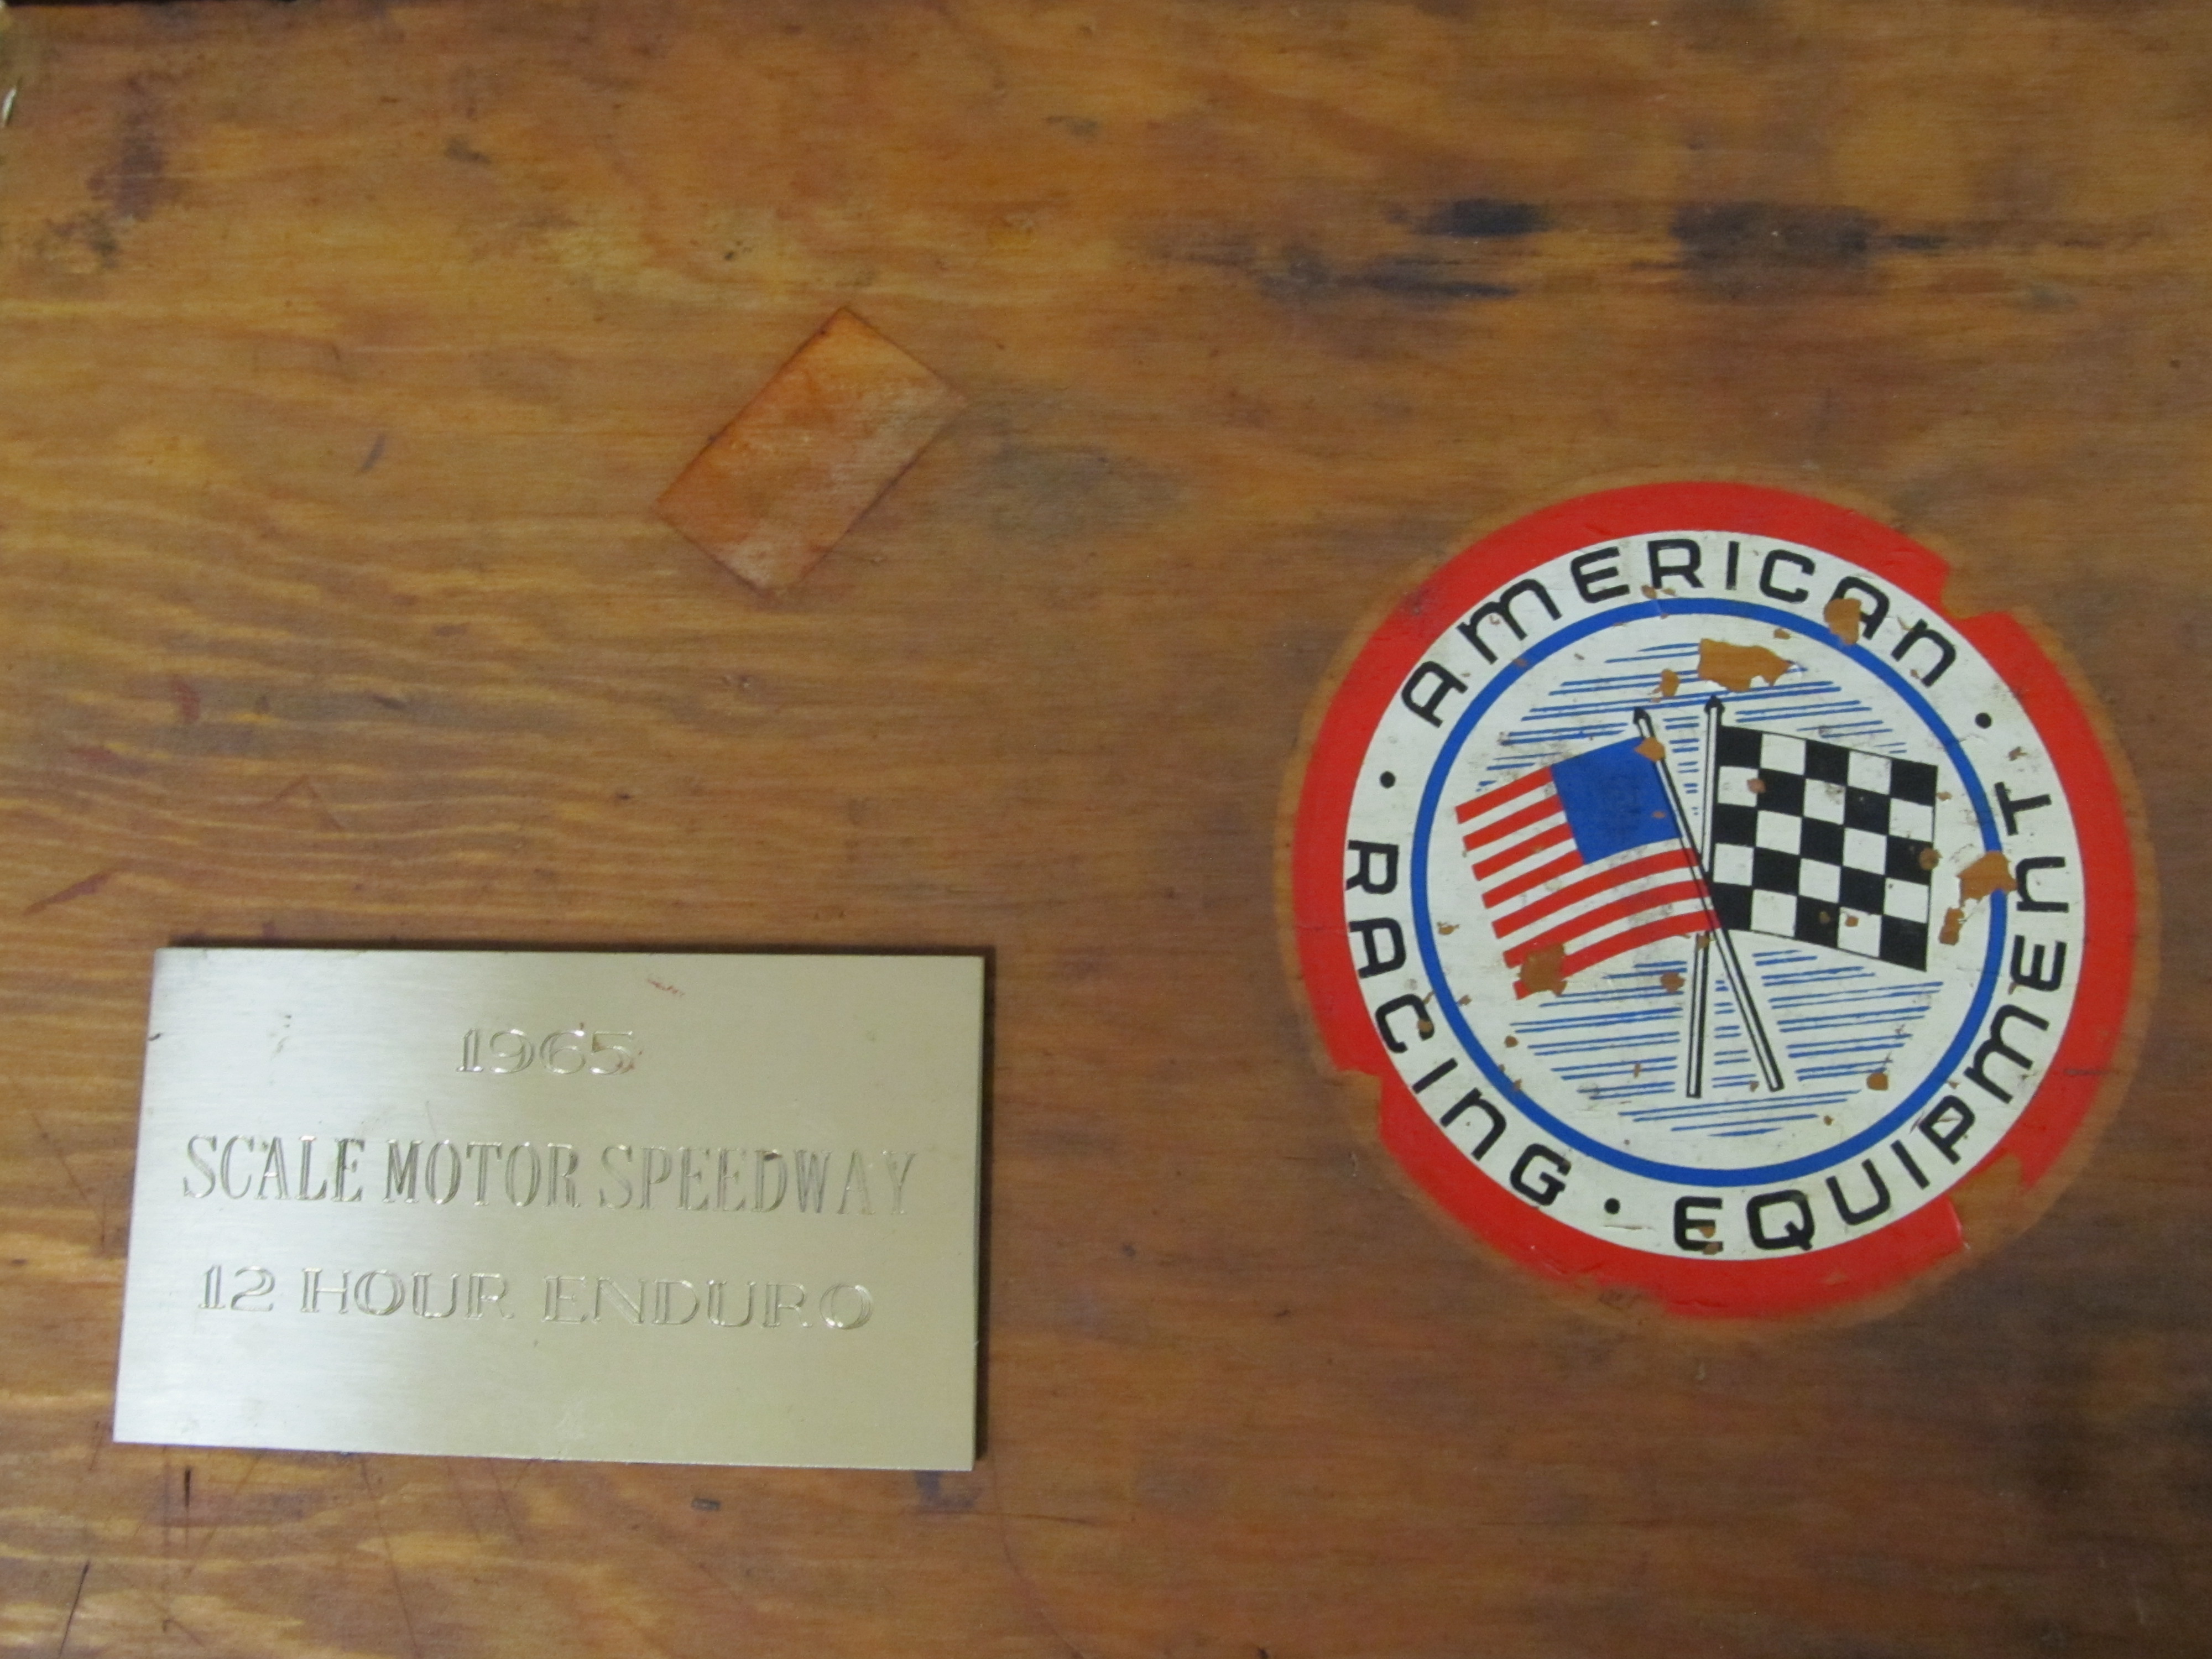 1965
SCALE MOTOR SPEEDWAY
12 HOUR ENDURO
· AMERICAN ·
RACING · EQUIPMENT